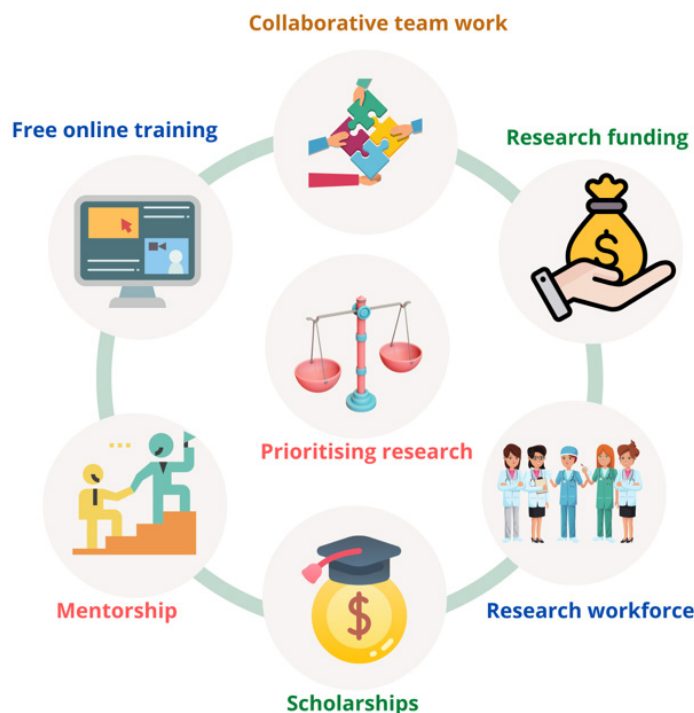 Collaborative team work
Free online training
Research funding
$
Prioritising research
Mentorship
Research workforce
$
Scholarships